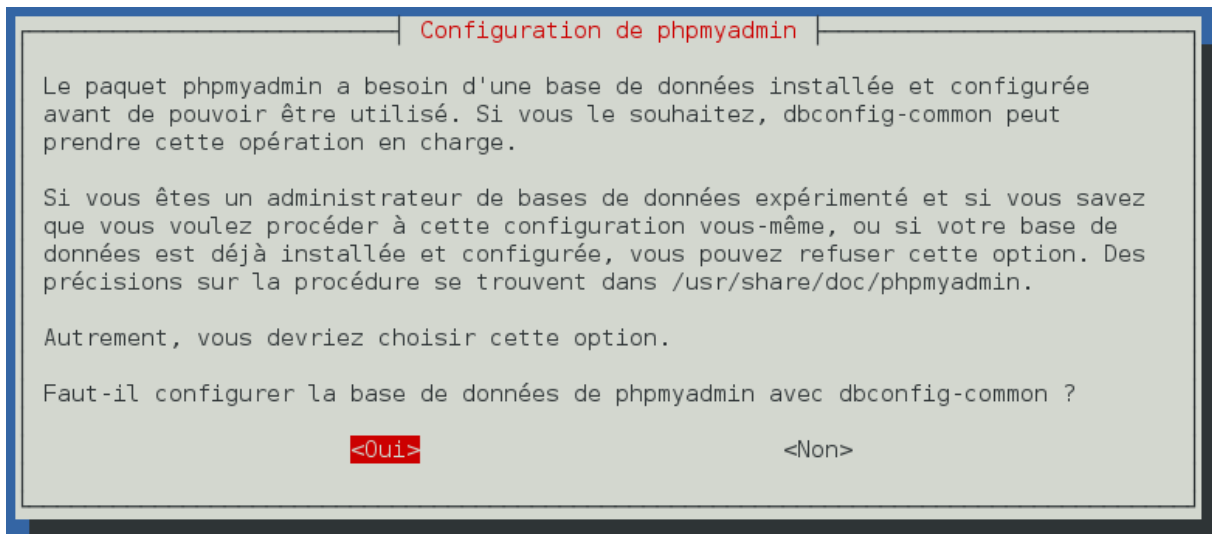 Configuration de phpmyadmin
Le paquet phpmyadmin a besoin d'une base de données installée et configurée
avant de pouvoir être utilisé. Si vous le souhaitez, dbconfig-common peut
prendre cette opération en charge.
Si vous êtes un administrateur de bases de données expérimenté et si vous savez
que vous voulez procéder à cette configuration vous-même, ou si votre base de
données est déjà installée et configurée, vous pouvez refuser cette option. Des
précisions sur la procédure se trouvent dans /usr/share/doc/phpmyadmin.
Autrement, vous devriez choisir cette option.
Faut-il configurer la base de données de phpmyadmin avec dbconfig-common ?
<Oui> <Non>